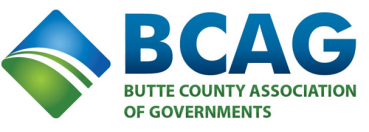 BCAG
BUTTE COUNTY ASSOCIATION
OF GOVERNMENTS